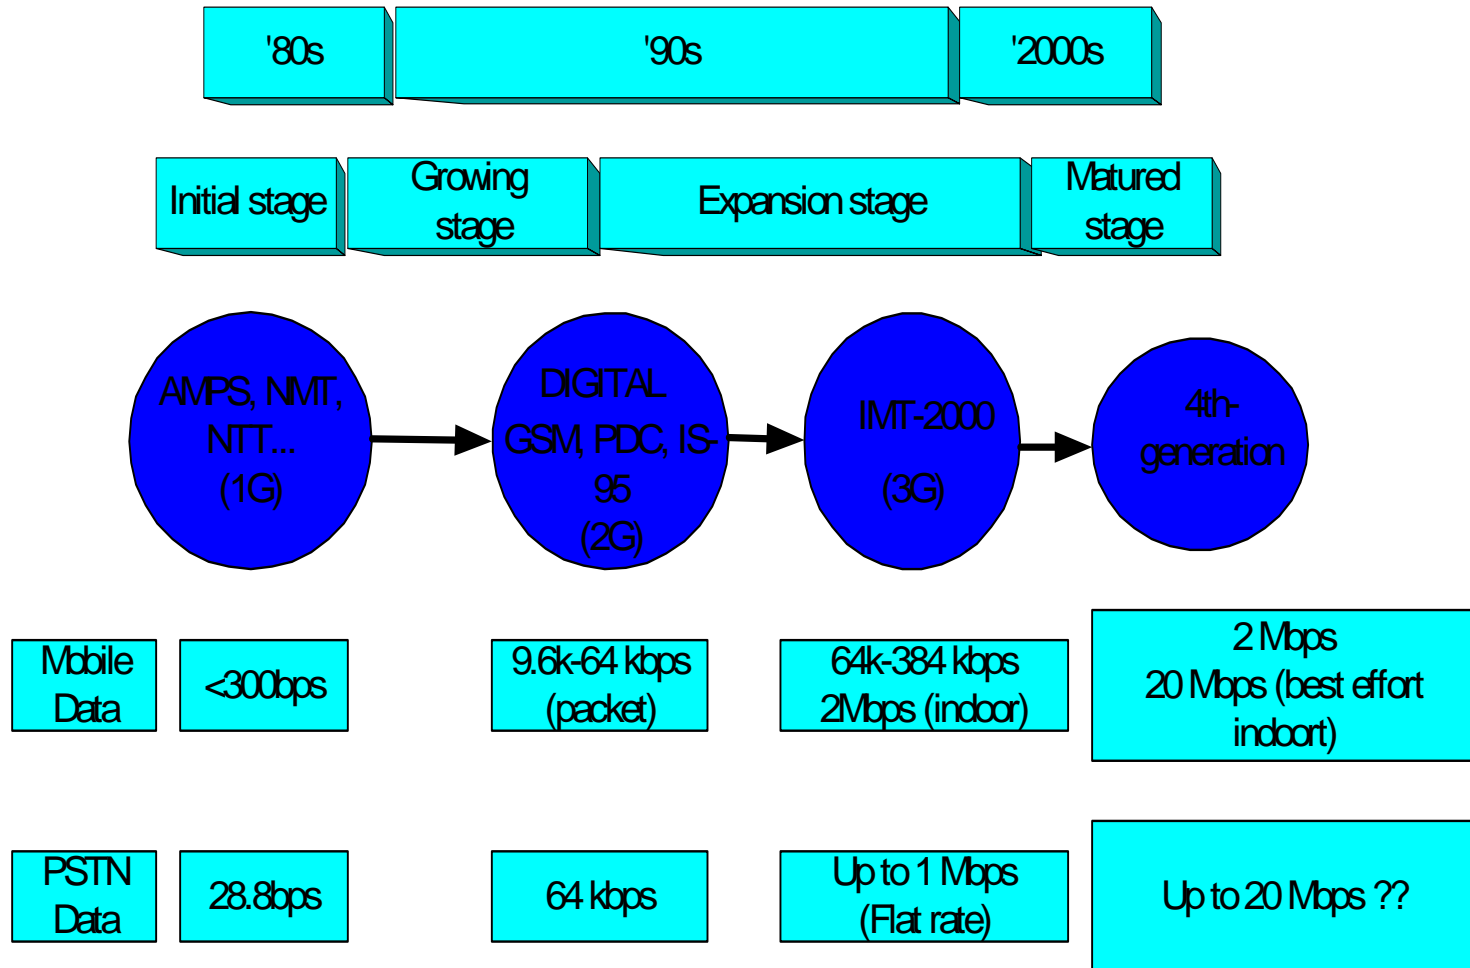 '80s
'90s
'2000s
Initial stage
Growing
stage
Expansion stage
Matured
stage
AMPS, NMT,
NTT...
(1G)
DIGITAL
GSM, PDC, IS-
95
(2G)
IMT-2000
(3G)
4th-
generation
Mobile
Data
<300bps
9.6k-64 kbps
(packet)
64k-384 kbps
2Mbps (indoor)
2 Mbps
20 Mbps (best effort
indoort)
PSTN
Data
28.8bps
64 kbps
Up to 1 Mbps
(Flat rate)
Up to 20 Mbps ??